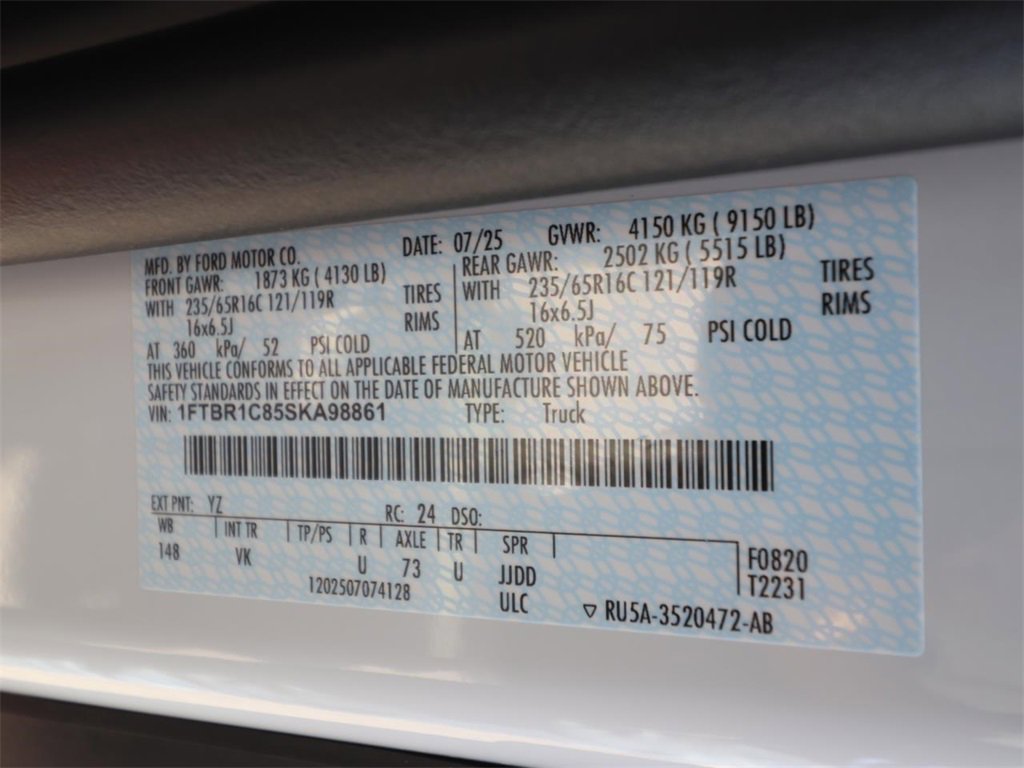 MFD. BY FORD MOTOR CO. DATE: 07/25 GVWR: 4150 KG ( 9150 LB)
FRONT GAWR: 1873 KG ( 4130 LB) REAR GAWR: 2502 KG ( 5515 LB)
WITH 235/65R16C 121/119R TIRES WITH 235/65R16C 121/119R TIRES
16x6.5J RIMS 16x6.5J RIMS
AT 360 kPa/ 52 PSI COLD AT 520 kPa/ 75 PSI COLD
THIS VEHICLE CONFORMS TO ALL APPLICABLE FEDERAL MOTOR VEHICLE
SAFETY STANDARDS IN EFFECT ON THE DATE OF MANUFACTURE SHOWN ABOVE.
VIN: 1FTBR1C85SKA98861 TYPE: Truck
EXT PNT: YZ RC: 24 DSO:
WB INT TR TP/PS R AXLE TR SPR F0820
148 VK U 73 U JJDD T2231
1202507074128 ULC ▽ RU5A-3520472-AB